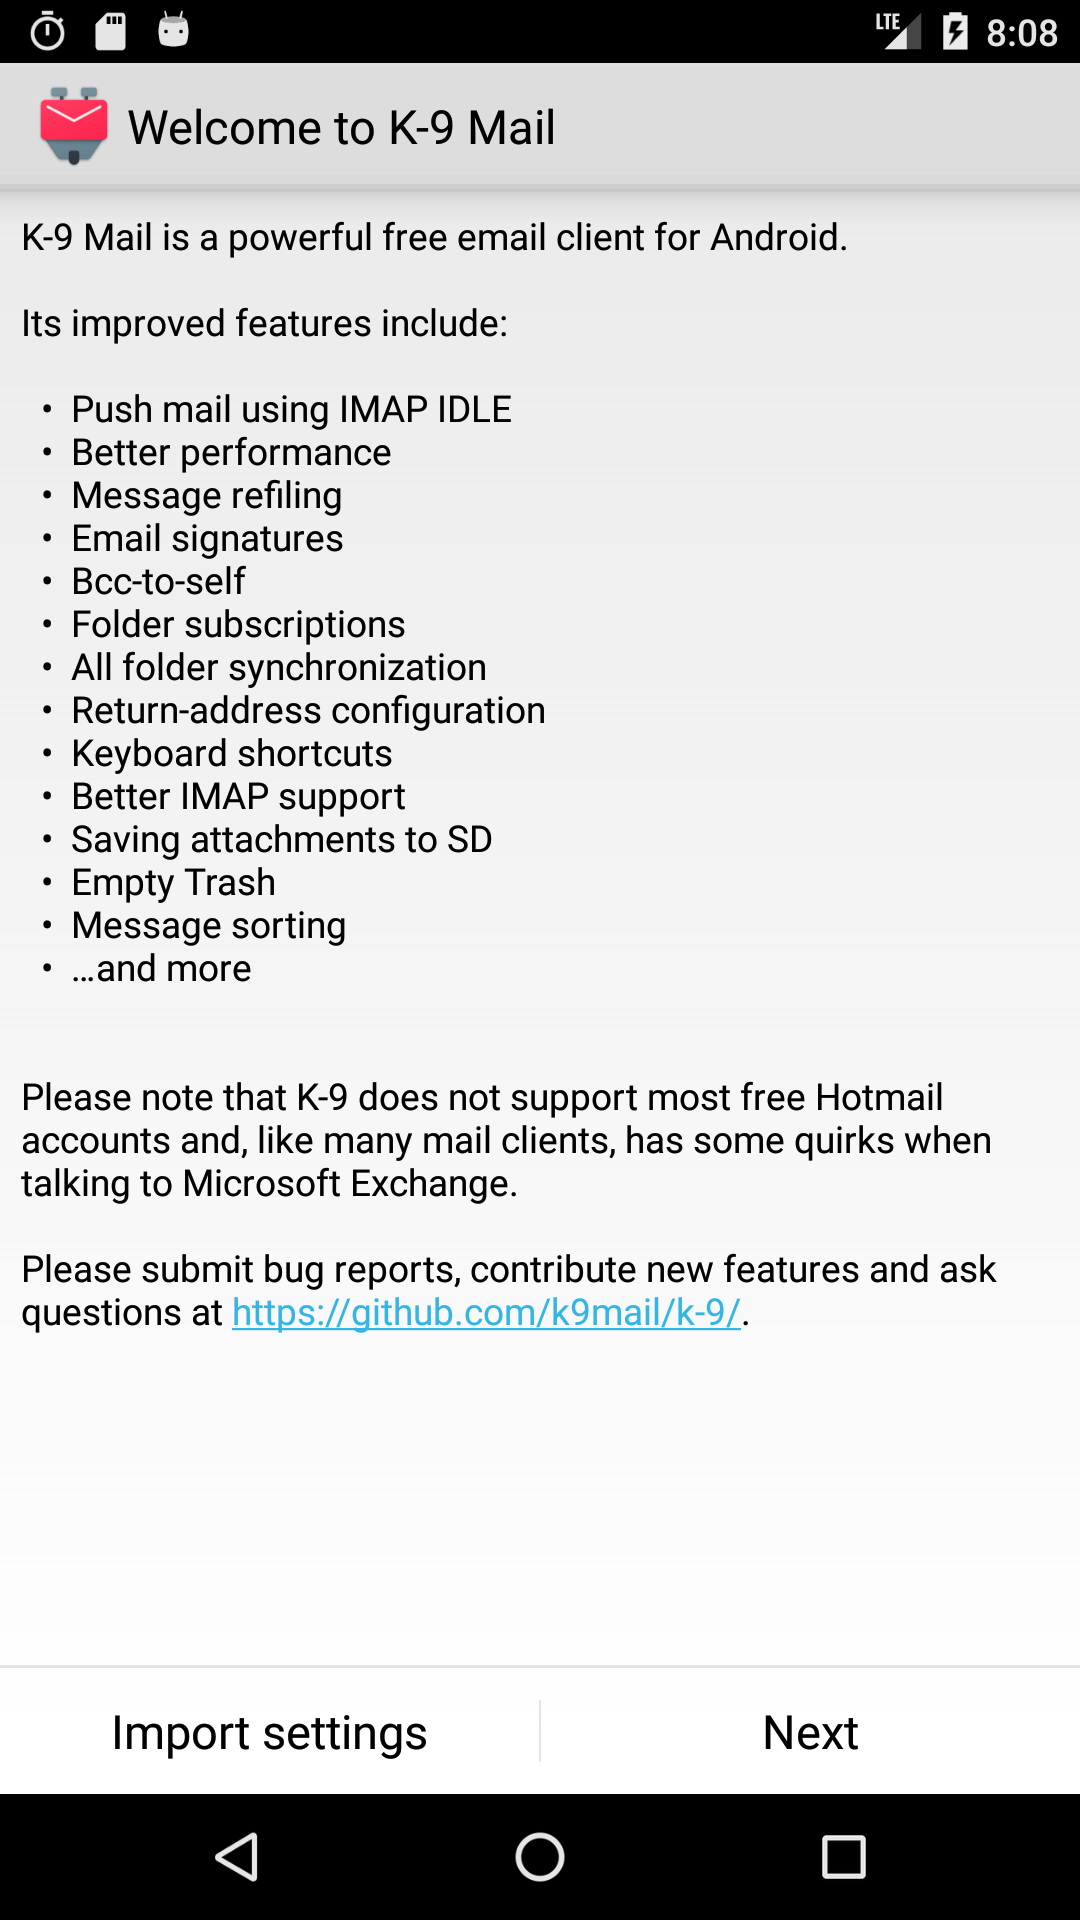 LTE 8:08
Welcome to K-9 Mail
K-9 Mail is a powerful free email client for Android.
Its improved features include:
• Push mail using IMAP IDLE
• Better performance
• Message refiling
• Email signatures
• Bcc-to-self
• Folder subscriptions
• All folder synchronization
• Return-address configuration
• Keyboard shortcuts
• Better IMAP support
• Saving attachments to SD
• Empty Trash
• Message sorting
• …and more
Please note that K-9 does not support most free Hotmail
accounts and, like many mail clients, has some quirks when
talking to Microsoft Exchange.
Please submit bug reports, contribute new features and ask
questions at https://github.com/k9mail/k-9/.
Import settings
Next